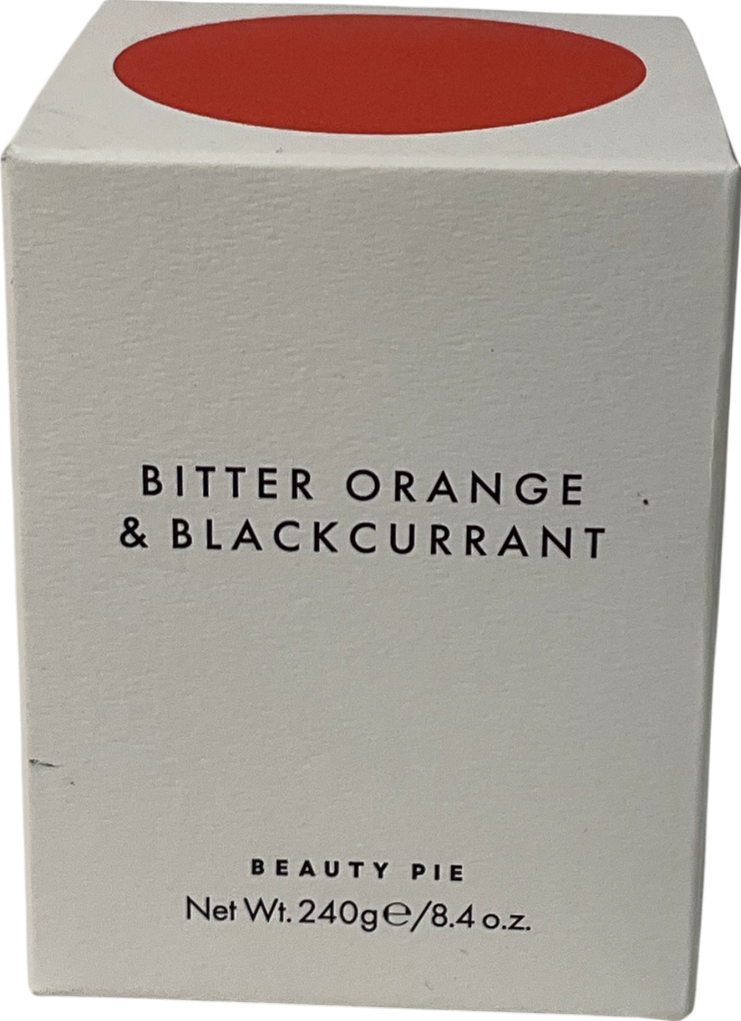 BITTER ORANGE
& BLACKCURRANT
BEAUTY PIE
Net Wt. 240g℮/8.4 o.z.